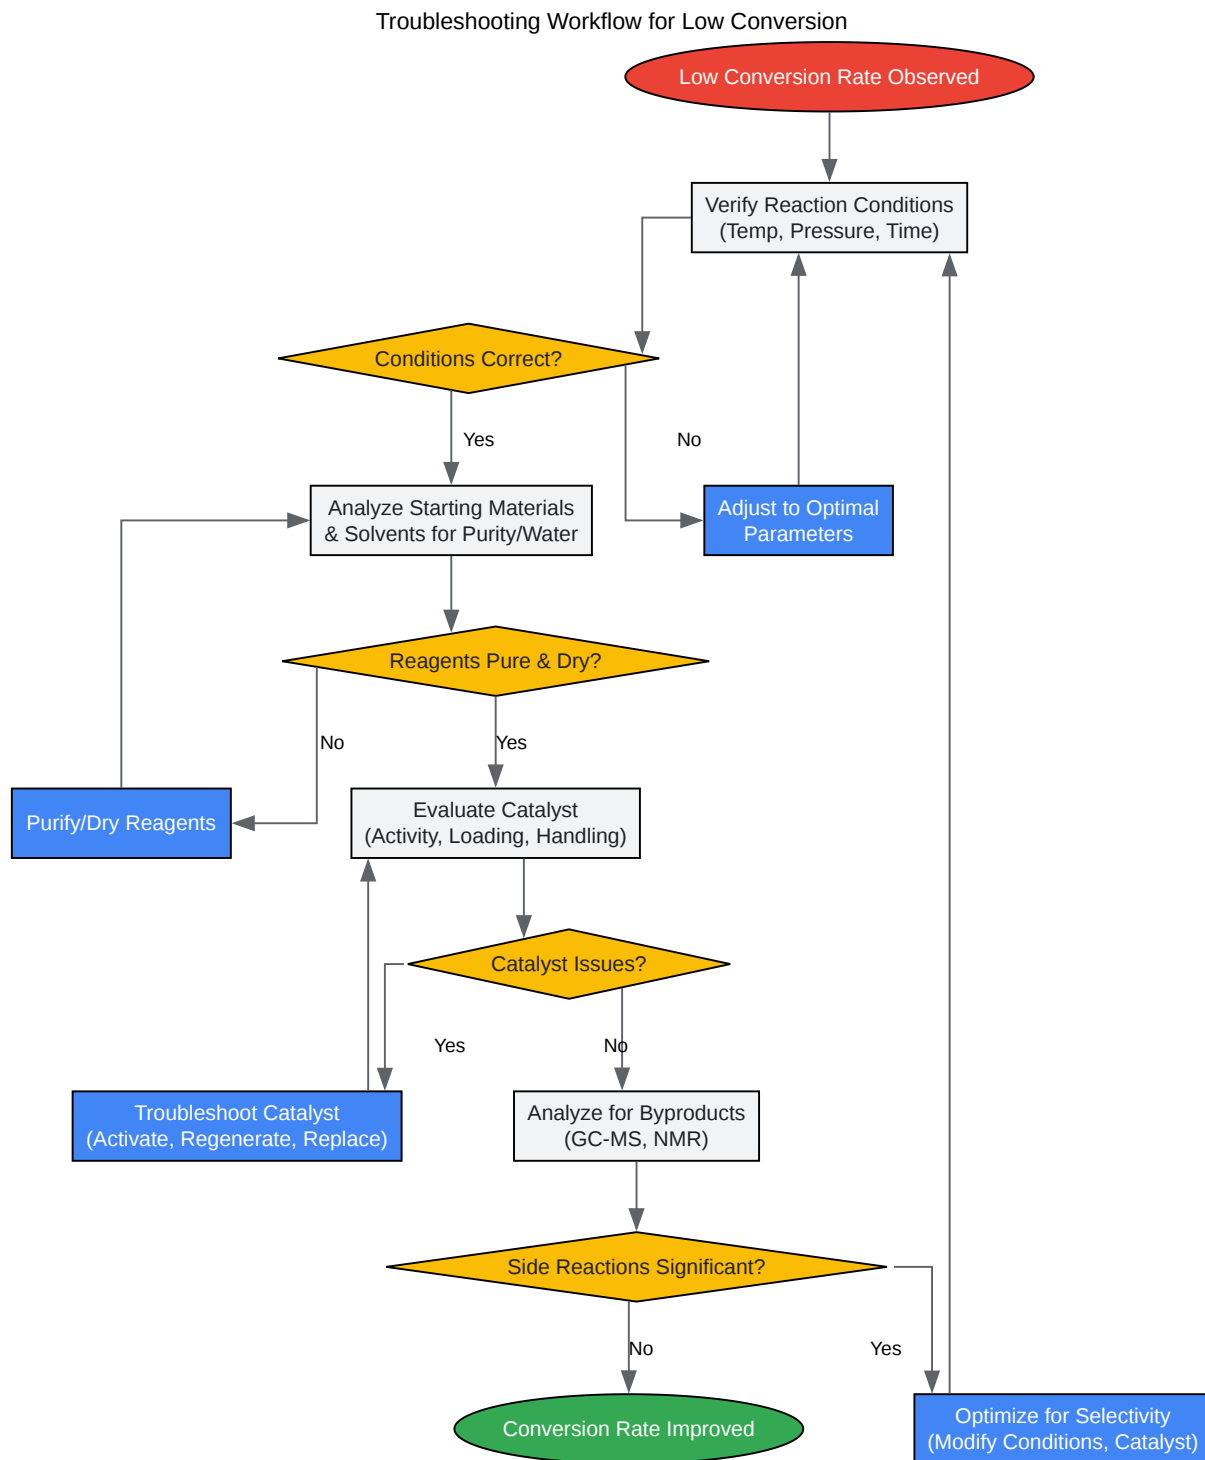 Troubleshooting Workflow for Low Conversion
Low Conversion Rate Observed
Verify Reaction Conditions
(Temp, Pressure, Time)
Conditions Correct?
Yes
No
Analyze Starting Materials
& Solvents for Purity/Water
Adjust to Optimal
Parameters
Reagents Pure & Dry?
No
Yes
Purify/Dry Reagents
Evaluate Catalyst
(Activity, Loading, Handling)
Catalyst Issues?
Yes
No
Troubleshoot Catalyst
(Activate, Regenerate, Replace)
Analyze for Byproducts
(GC-MS, NMR)
Side Reactions Significant?
No
Yes
Conversion Rate Improved
Optimize for Selectivity
(Modify Conditions, Catalyst)